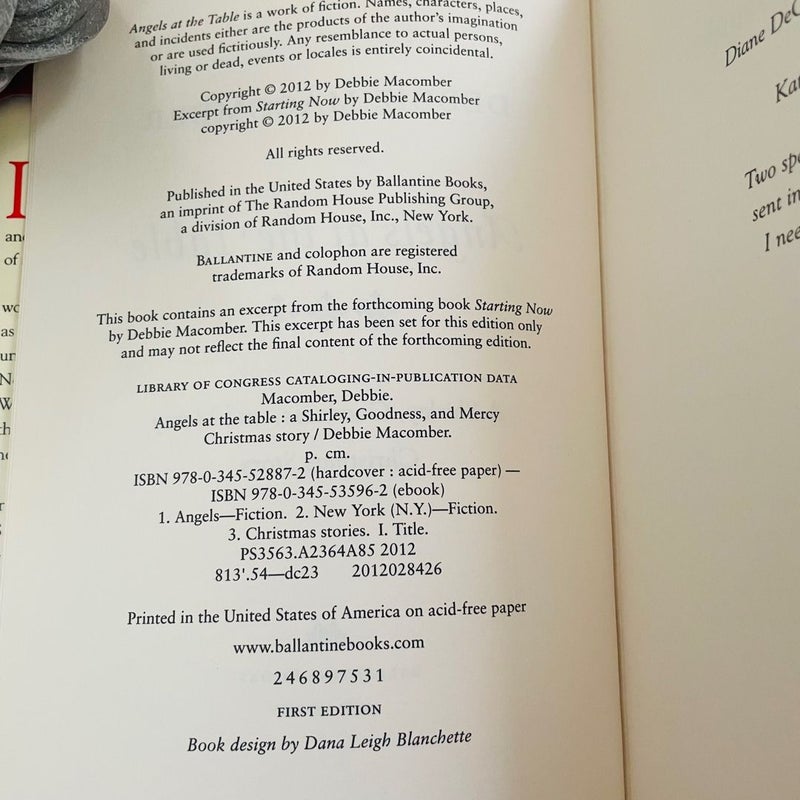 Angels at the Table is a work of fiction. Names, characters, places,
and incidents either are the products of the author's imagination
or are used fictitiously. Any resemblance to actual persons,
living or dead, events or locales is entirely coincidental.
Copyright © 2012 by Debbie Macomber
Excerpt from Starting Now by Debbie Macomber
copyright © 2012 by Debbie Macomber
All rights reserved.
Published in the United States by Ballantine Books,
an imprint of The Random House Publishing Group,
a division of Random House, Inc., New York.
BALLANTINE and colophon are registered
trademarks of Random House, Inc.
This book contains an excerpt from the forthcoming book Starting Now
by Debbie Macomber. This excerpt has been set for this edition only
and may not reflect the final content of the forthcoming edition.
LIBRARY OF CONGRESS CATALOGING-IN-PUBLICATION DATA
Macomber, Debbie.
Angels at the table : a Shirley, Goodness, and Mercy
Christmas story / Debbie Macomber.
p. cm.
ISBN 978-0-345-52887-2 (hardcover : acid-free paper) —
ISBN 978-0-345-53596-2 (ebook)
1. Angels—Fiction. 2. New York (N.Y.)—Fiction.
3. Christmas stories. I. Title.
PS3563.A2364A85 2012
813'.54—dc23 2012028426
Printed in the United States of America on acid-free paper
www.ballantinebooks.com
2 4 6 8 9 7 5 3 1
FIRST EDITION
Book design by Dana Leigh Blanchette
Diane
Two
sent
I